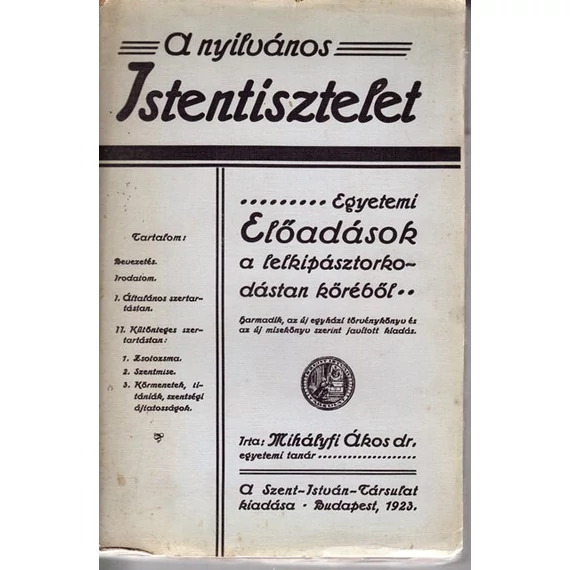 A nyilvános
Istentisztelet
Tartalom:
Bevezetés.
Irodalom.
I. Általános szertar-
tástan.
II. Különleges szer-
tartástan:
1. Zsolozsma.
2. Szentmise.
3. Körmenetek, li-
tániák, szentségi
ájtatosságok.
Egyetemi
Előadások
a lelkipásztorko-
dástan köréből
Harmadik, az új egyházi törvénykönyv és
az új misekönyv szerint javított kiadás.
Irta: Mihályfi Ákos dr.
egyetemi tanár
A Szent-István-Társulat
kiadása · Budapest, 1923.